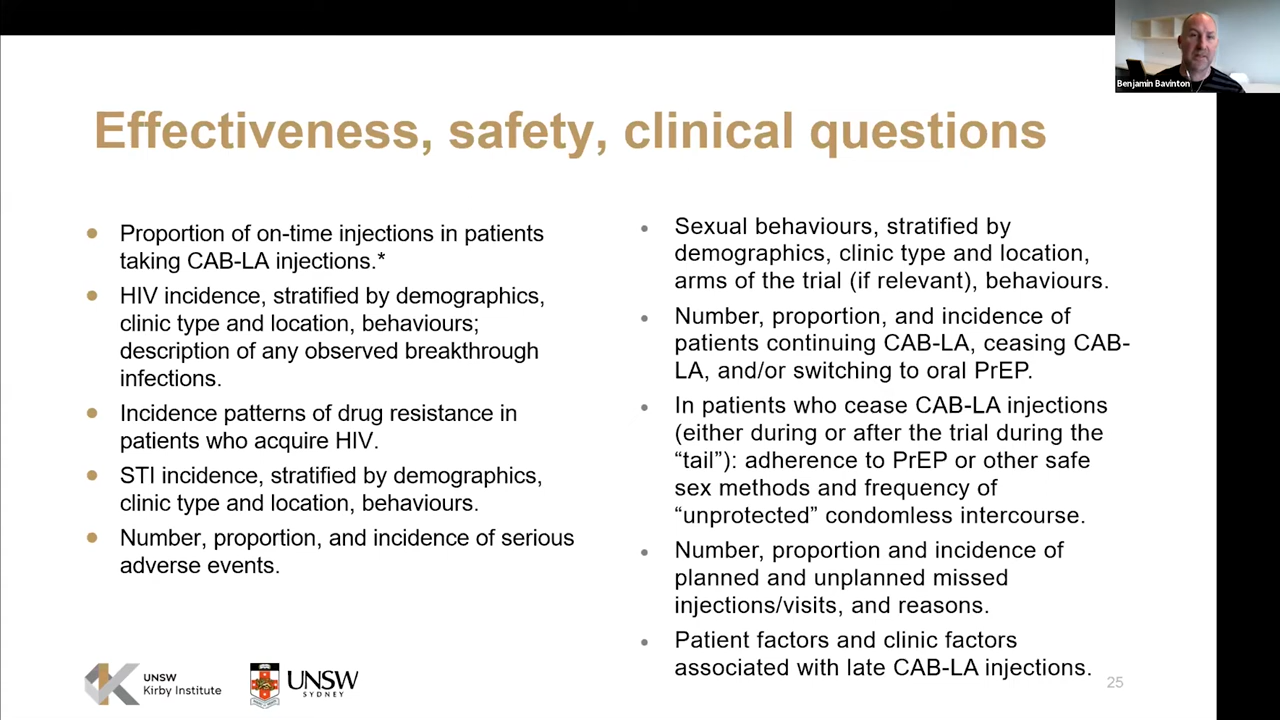 Benjamin Bavinton
Effectiveness, safety, clinical questions
Proportion of on-time injections in patients
taking CAB-LA injections.*
HIV incidence, stratified by demographics,
clinic type and location, behaviours;
description of any observed breakthrough
infections.
Incidence patterns of drug resistance in
patients who acquire HIV.
STI incidence, stratified by demographics,
clinic type and location, behaviours.
Number, proportion, and incidence of serious
adverse events.
Sexual behaviours, stratified by
demographics, clinic type and location,
arms of the trial (if relevant), behaviours.
Number, proportion, and incidence of
patients continuing CAB-LA, ceasing CAB-
LA, and/or switching to oral PrEP.
In patients who cease CAB-LA injections
(either during or after the trial during the
“tail”): adherence to PrEP or other safe
sex methods and frequency of
“unprotected” condomless intercourse.
Number, proportion and incidence of
planned and unplanned missed
injections/visits, and reasons.
Patient factors and clinic factors
associated with late CAB-LA injections.
UNSW
Kirby Institute
UNSW
SYDNEY
25